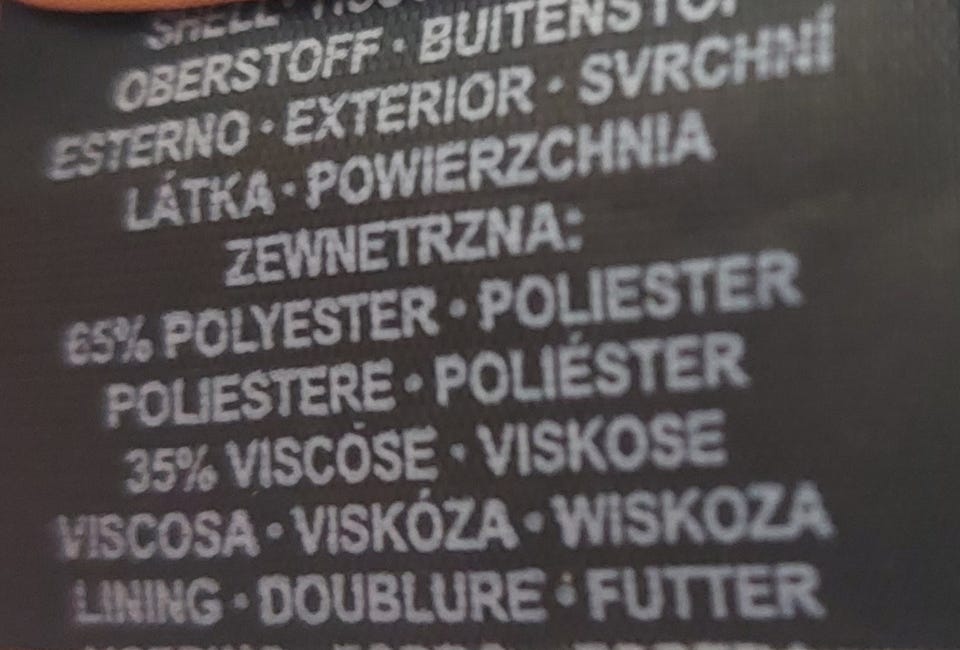 SHELL ·
OBERSTOFF · BUITENSTOF
ESTERNO · EXTERIOR · SVRCHNÍ
LÁTKA · POWIERZCHNIA
ZEWNETRZNA:
65% POLYESTER · POLIESTER
POLIESTERE · POLIÉSTER
35% VISCOSE · VISKOSE
VISCOSA · VISKÓZA · WISKOZA
LINING · DOUBLURE · FUTTER